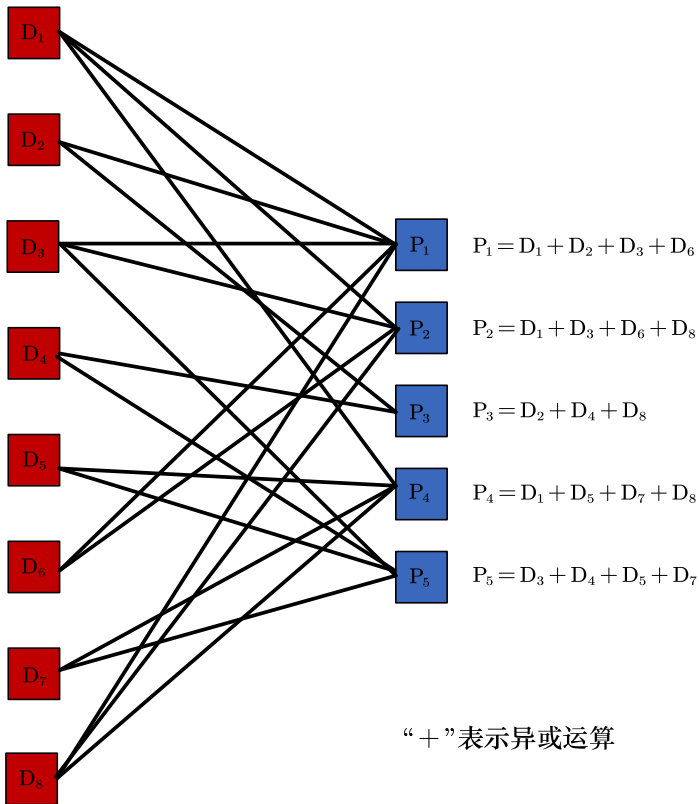 D₁
D₂
D₃
D₄
D₅
D₆
D₇
D₈
P₁
P₂
P₃
P₄
P₅
P₁=D₁+D₂+D₃+D₆
P₂=D₁+D₃+D₆+D₈
P₃=D₂+D₄+D₈
P₄=D₁+D₅+D₇+D₈
P₅=D₃+D₄+D₅+D₇
“+”表示异或运算